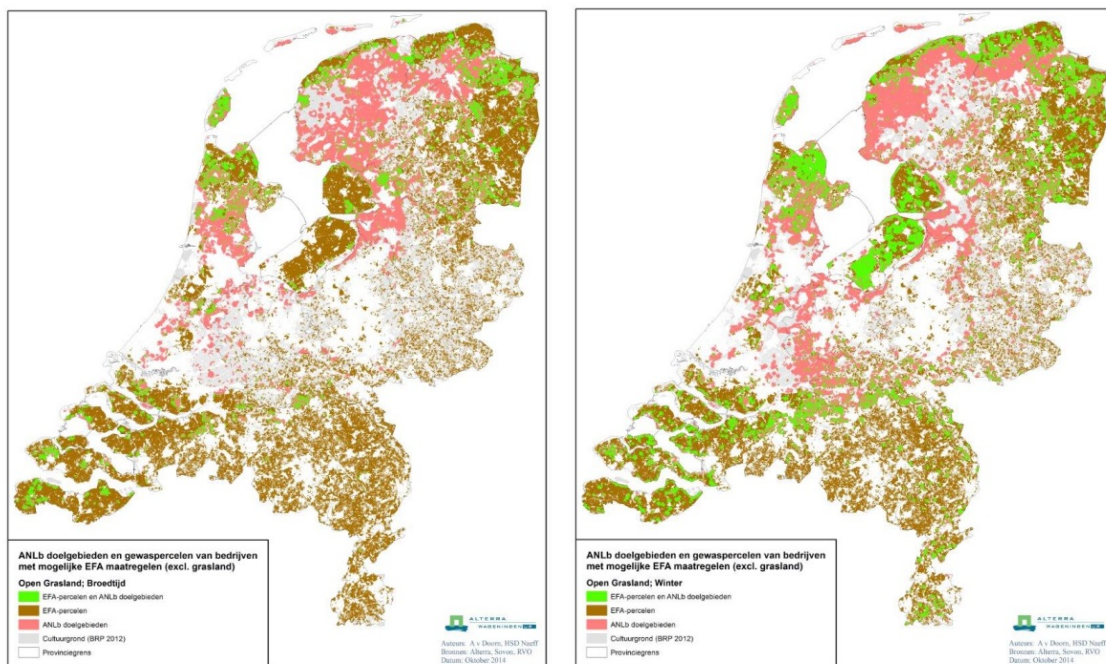 ANLb doelgebieden en gewaspercelen van bedrijven
met mogelijke EFA maatregelen (excl. grasland)
Open Grasland; Broedtijd
EFA-percelen en ANLb doelgebieden
EFA-percelen
ANLb doelgebieden
Cultuurgrond (BRP 2012)
Provinciegrens
ALTERRA
WAGENINGEN UR
Auteurs: A v Doorn, HSD Naeff
Bronnen: Alterra, Sovon, RVO
Datum: Oktober 2014
ANLb doelgebieden en gewaspercelen van bedrijven
met mogelijke EFA maatregelen (excl. grasland)
Open Grasland; Winter
EFA-percelen en ANLb doelgebieden
EFA-percelen
ANLb doelgebieden
Cultuurgrond (BRP 2012)
Provinciegrens
ALTERRA
WAGENINGEN UR
Auteurs: A v Doorn, HSD Naeff
Bronnen: Alterra, Sovon, RVO
Datum: Oktober 2014